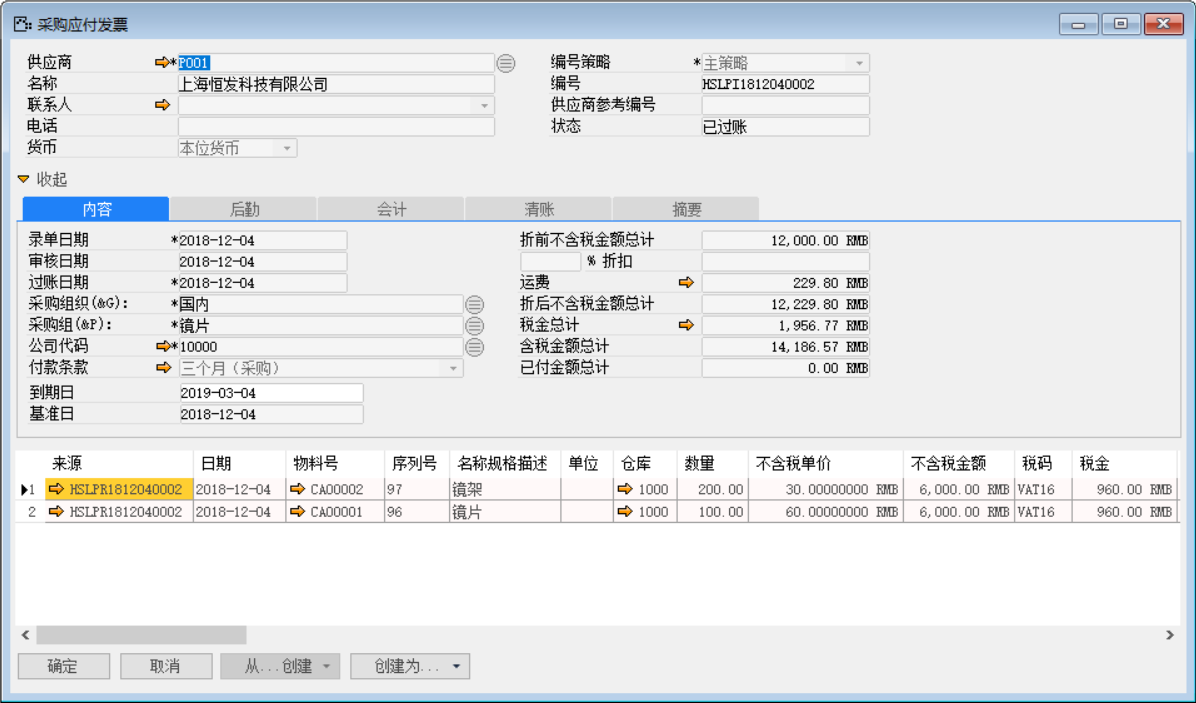 采购应付发票
供应商 *P001 编号策略 *主策略
名称 上海恒发科技有限公司 编号 HSLPI1812040002
联系人 供应商参考编号
电话 状态 已过账
货币 本位货币
收起
内容 后勤 会计 清账 摘要
录单日期 *2018-12-04 折前不含税金额总计 12,000.00 RMB
审核日期 2018-12-04 % 折扣
过账日期 *2018-12-04 运费 229.80 RMB
采购组织(&G): *国内 折后不含税金额总计 12,229.80 RMB
采购组(&P): *镜片 税金总计 1,956.77 RMB
公司代码 *10000 含税金额总计 14,186.57 RMB
付款条款 三个月（采购） 已付金额总计 0.00 RMB
到期日 2019-03-04
基准日 2018-12-04
来源 日期 物料号 序列号 名称规格描述 单位 仓库 数量 不含税单价 不含税金额 税码 税金
1 HSLPR1812040002 2018-12-04 CA00002 97 镜架 1000 200.00 30.00000000 RMB 6,000.00 RMB VAT16 960.00 RMB
2 HSLPR1812040002 2018-12-04 CA00001 96 镜片 1000 100.00 60.00000000 RMB 6,000.00 RMB VAT16 960.00 RMB
确定 取消 从...创建 创建为...